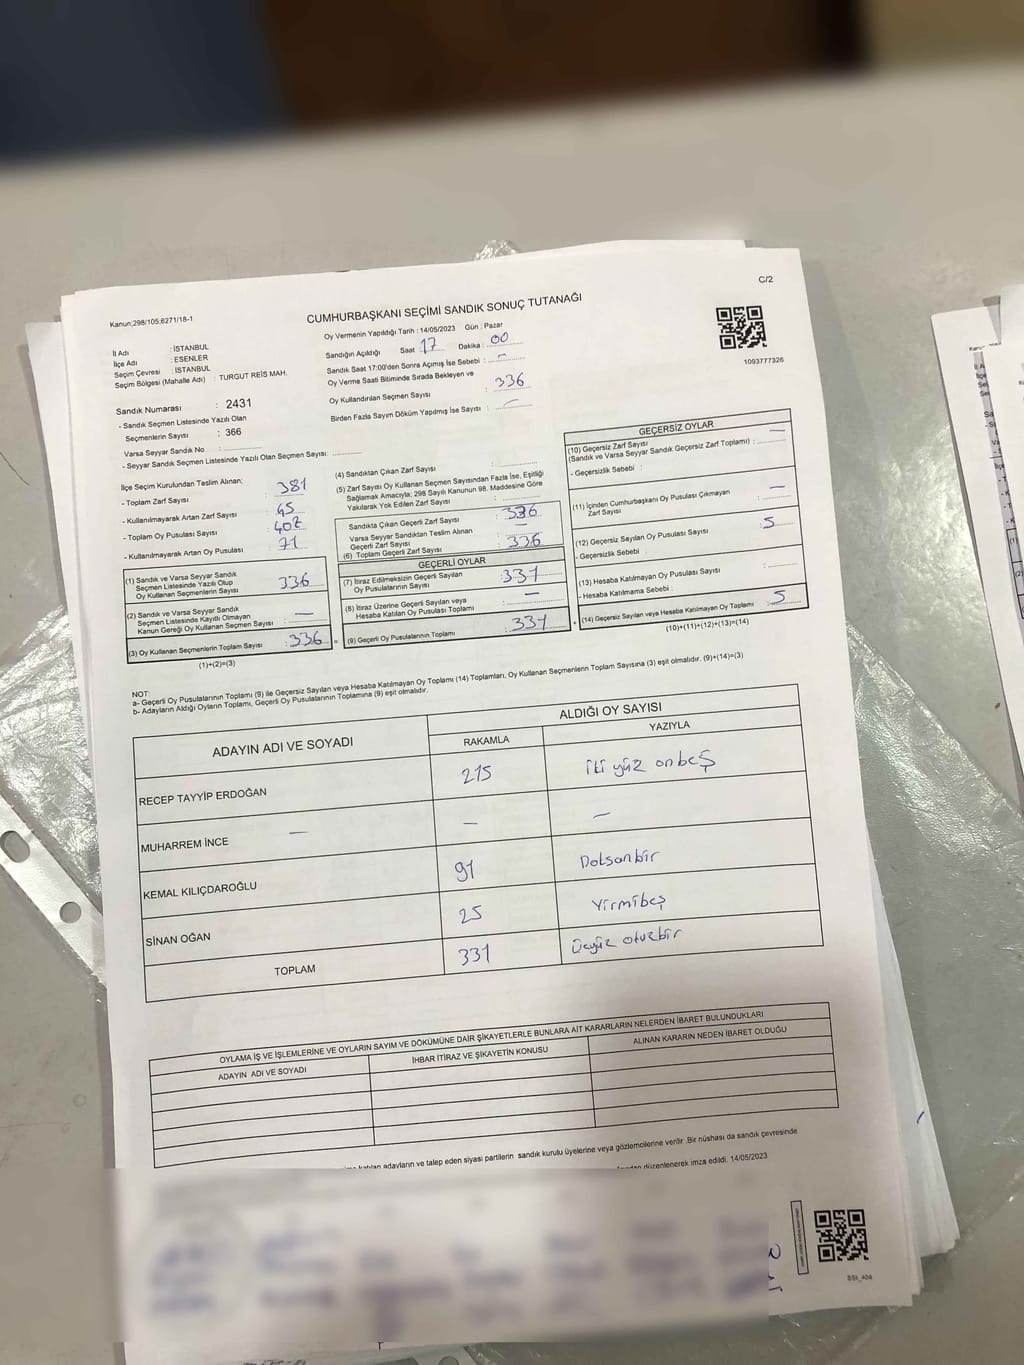 Kanun;298/105;6271/18-1
C/2
CUMHURBAŞKANI SEÇİMİ SANDIK SONUÇ TUTANAĞI
1093777326
İl Adı : İSTANBUL
İlçe Adı : ESENLER
Seçim Çevresi : İSTANBUL
Seçim Bölgesi (Mahalle Adı) : TURGUT REİS MAH.
Sandık Numarası : 2431
- Sandık Seçmen Listesinde Yazılı Olan
Seçmenlerin Sayısı : 366
Varsa Seyyar Sandık No :
- Seyyar Sandık Seçmen Listesinde Yazılı Olan Seçmen Sayısı:
Oy Vermenin Yapıldığı Tarih : 14/05/2023 Gün : Pazar
Sandığın Açıldığı Saat 17 Dakika : 00
Sandık Saat 17:00'den Sonra Açımış İse Sebebi : -
Oy Verme Saati Bitiminde Sırada Bekleyen ve
Oy Kullandırılan Seçmen Sayısı : 336
Birden Fazla Sayım Döküm Yapılmış İse Sayısı : -
İlçe Seçim Kurulundan Teslim Alınan;
- Toplam Zarf Sayısı : 381
- Kullanılmayarak Artan Zarf Sayısı : 45
- Toplam Oy Pusulası Sayısı : 407
- Kullanılmayarak Artan Oy Pusulası : 71
(1) Sandık ve Varsa Seyyar Sandık
Seçmen Listesinde Yazılı Olup
Oy Kullanan Seçmenlerin Sayısı : 336
(2) Sandık ve Varsa Seyyar Sandık
Seçmen Listesinde Kayıtlı Olmayan
Kanun Gereği Oy Kullanan Seçmen Sayısı : -
(3) Oy Kullanan Seçmenlerin Toplam Sayısı : 336
(1)+(2)=(3)
(4) Sandıktan Çıkan Zarf Sayısı :
(5) Zarf Sayısı Oy Kullanan Seçmen Sayısından Fazla İse, Eşitliği
Sağlamak Amacıyla; 298 Sayılı Kanunun 98. Maddesine Göre
Yakılarak Yok Edilen Zarf Sayısı :
Sandıkta Çıkan Geçerli Zarf Sayısı : 336
Varsa Seyyar Sandıktan Teslim Alınan
Geçerli Zarf Sayısı : -
(6) Toplam Geçerli Zarf Sayısı : 336
GEÇERLİ OYLAR
(7) İtiraz Edilmeksizin Geçerli Sayılan
Oy Pusulalarının Sayısı : 331
(8) İtiraz Üzerine Geçerli Sayılan veya
Hesaba Katılan Oy Pusulası Toplamı : -
(9) Geçerli Oy Pusulalarının Toplamı 331
GEÇERSİZ OYLAR
(10) Geçersiz Zarf Sayısı -
(Sandık ve Varsa Seyyar Sandık Geçersiz Zarf Toplamı) :
- Geçersizlik Sebebi :
(11) İçinden Cumhurbaşkanı Oy Pusulası Çıkmayan
Zarf Sayısı : -
(12) Geçersiz Sayılan Oy Pusulası Sayısı : 5
- Geçersizlik Sebebi
(13) Hesaba Katılmayan Oy Pusulası Sayısı :
- Hesaba Katılmama Sebebi :
(14) Geçersiz Sayılan veya Hesaba Katılmayan Oy Toplamı : 5
(10)+(11)+(12)+(13)=(14)
NOT:
a- Geçerli Oy Pusulalarının Toplamı (9) ile Geçersiz Sayılan veya Hesaba Katılmayan Oy Toplamı (14) Toplamları, Oy Kullanan Seçmenlerin Toplam Sayısına (3) eşit olmalıdır. (9)+(14)=(3)
b- Adayların Aldığı Oyların Toplamı, Geçerli Oy Pusulalarının Toplamına (9) eşit olmalıdır.
ADAYIN ADI VE SOYADI
ALDIĞI OY SAYISI
RAKAMLA YAZIYLA
RECEP TAYYİP ERDOĞAN 215 iki yüz onbeş
MUHARREM İNCE - - -
KEMAL KILIÇDAROĞLU 91 Doksanbir
SİNAN OĞAN 25 Yirmibeş
TOPLAM 331 üçyüz otuzbir
OYLAMA İŞ VE İŞLEMLERİNE VE OYLARIN SAYIM VE DÖKÜMÜNE DAİR ŞİKAYETLERLE BUNLARA AİT KARARLARIN NELERDEN İBARET BULUNDUKLARI
ADAYIN ADI VE SOYADI İHBAR İTİRAZ VE ŞİKAYETİN KONUSU ALINAN KARARIN NEDEN İBARET OLDUĞU
katılan adayların ve talep eden siyasi partilerin sandık kurulu üyelerine veya gözlemcilerine verilir. Bir nüshası da sandık çevresinde
düzenlenerek imza edildi. 14/05/2023